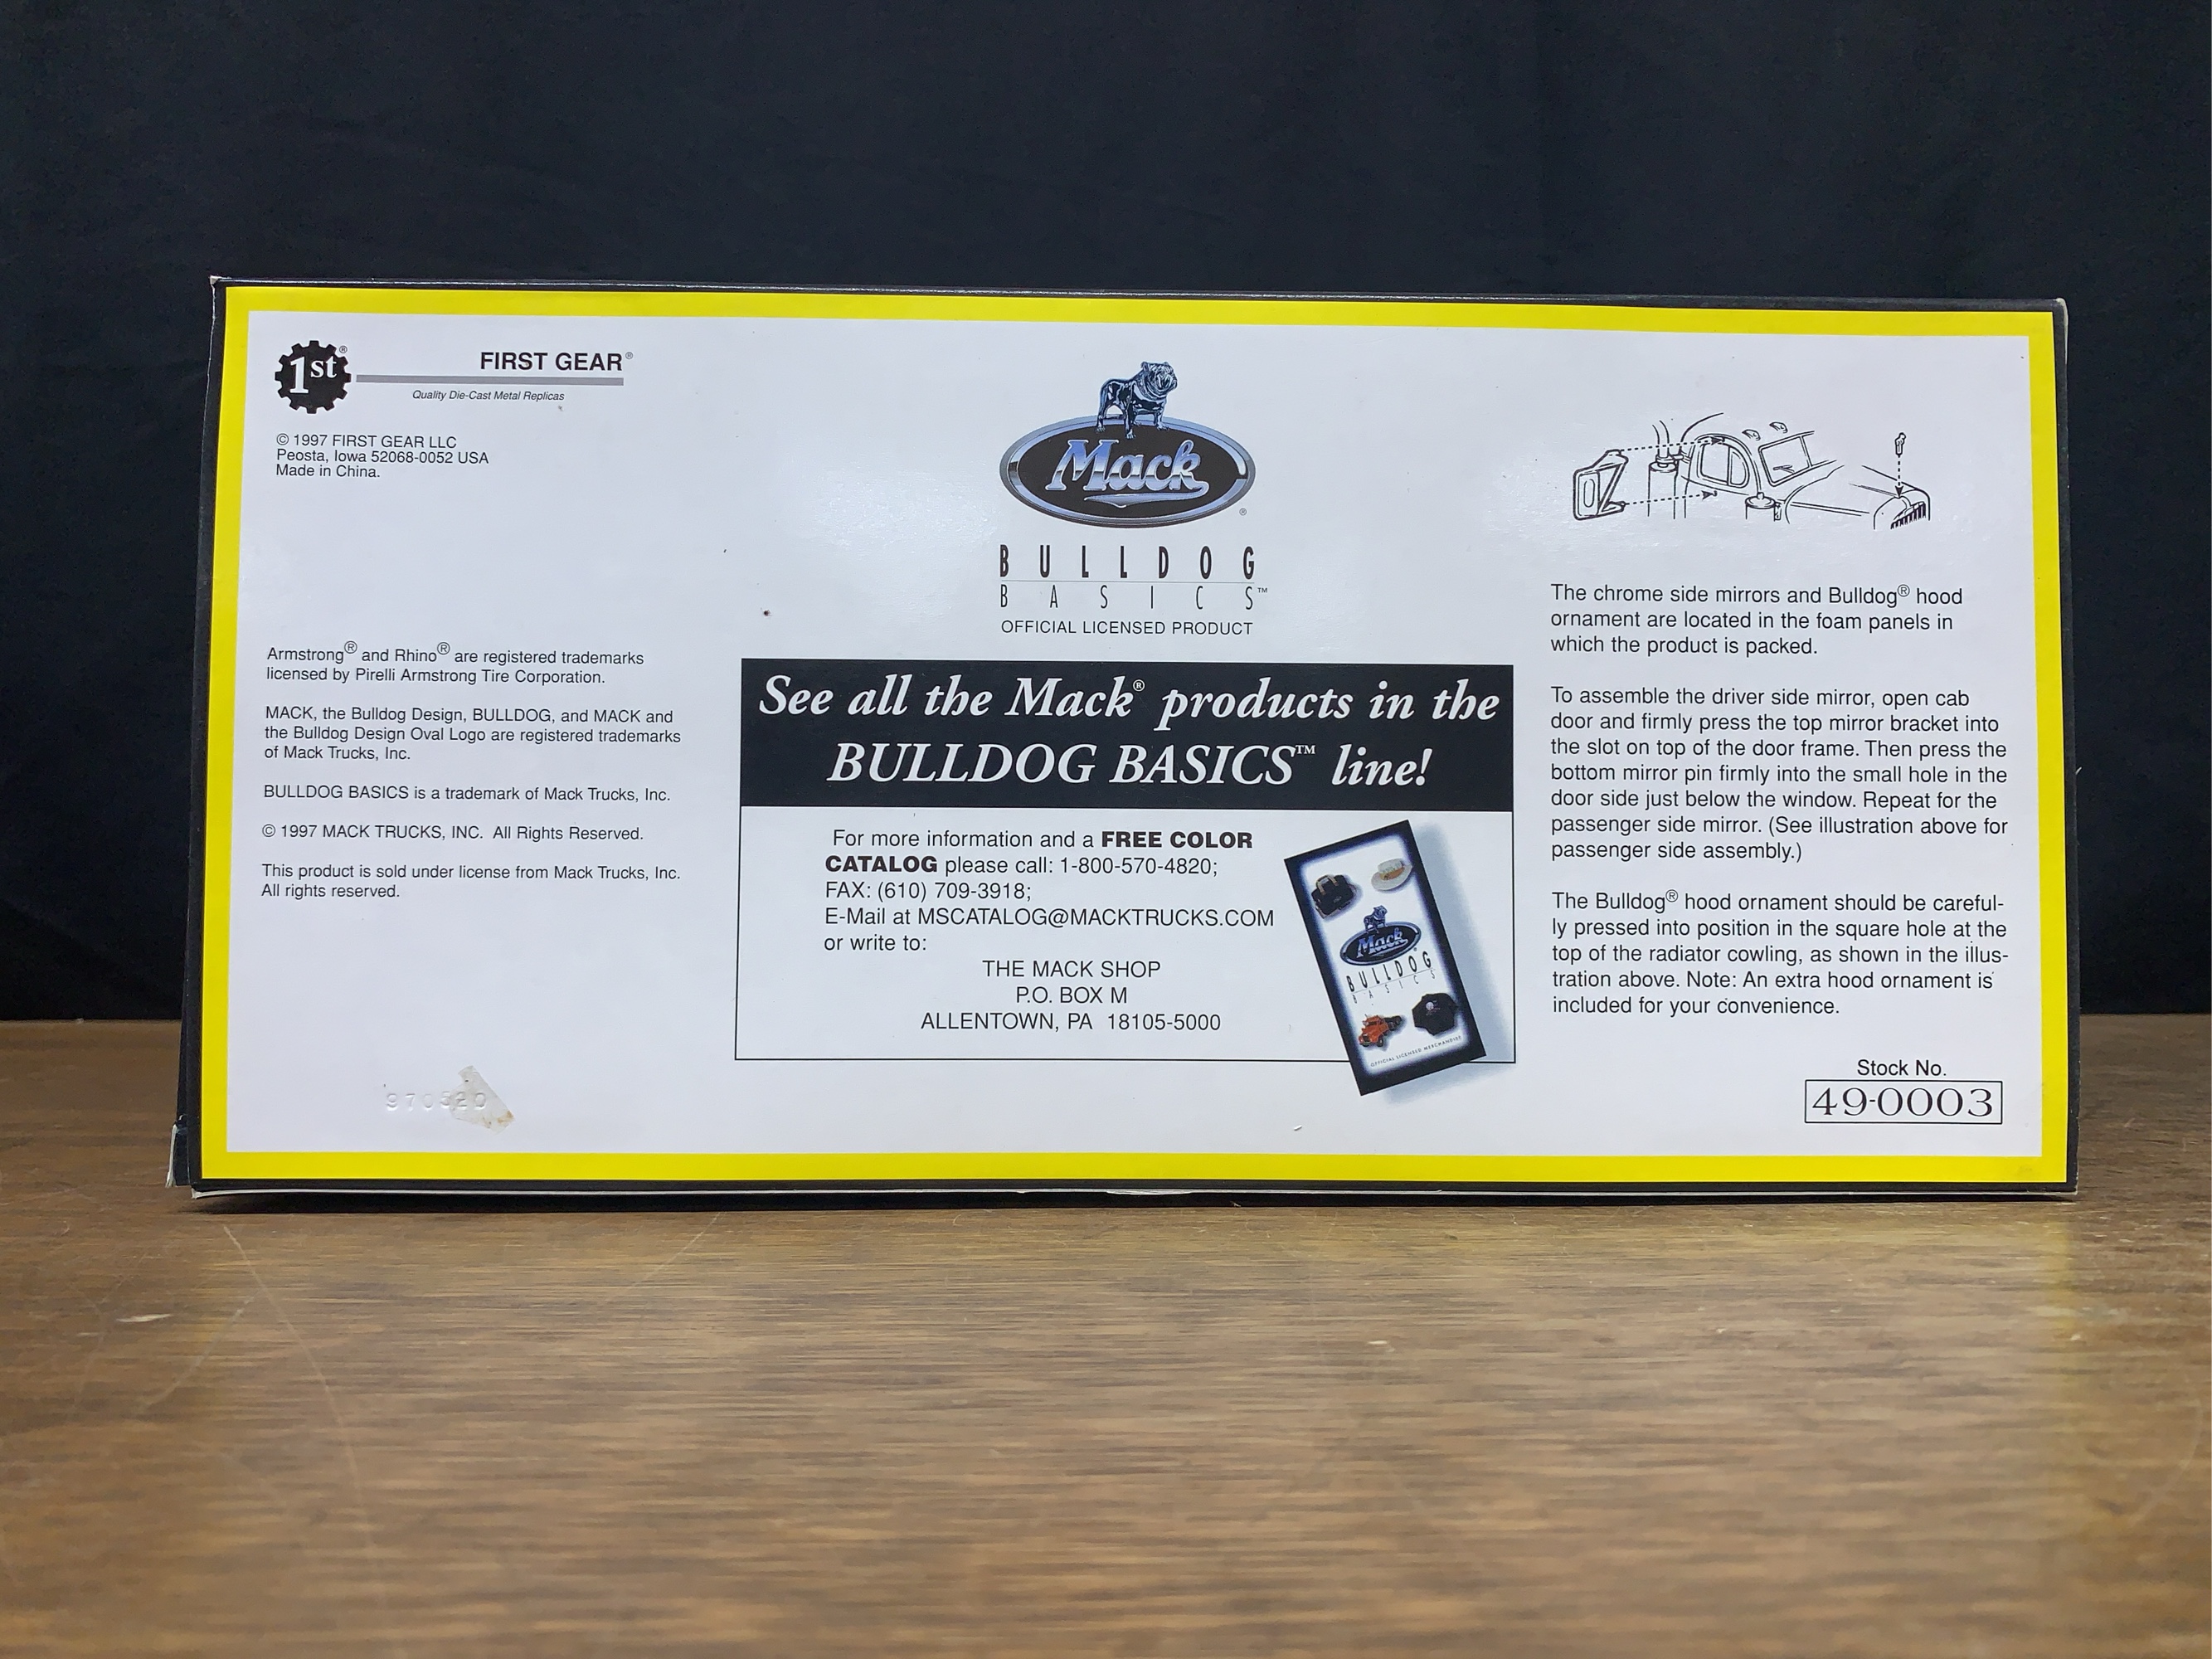 1st®
FIRST GEAR®
Quality Die-Cast Metal Replicas
© 1997 FIRST GEAR LLC
Peosta, Iowa 52068-0052 USA
Made in China.
Armstrong® and Rhino® are registered trademarks
licensed by Pirelli Armstrong Tire Corporation.
MACK, the Bulldog Design, BULLDOG, and MACK and
the Bulldog Design Oval Logo are registered trademarks
of Mack Trucks, Inc.
BULLDOG BASICS is a trademark of Mack Trucks, Inc.
© 1997 MACK TRUCKS, INC. All Rights Reserved.
This product is sold under license from Mack Trucks, Inc.
All rights reserved.
970520
Mack
®
BULLDOG
BASICS™
OFFICIAL LICENSED PRODUCT
See all the Mack® products in the
BULLDOG BASICS™ line!
For more information and a FREE COLOR
CATALOG please call: 1-800-570-4820;
FAX: (610) 709-3918;
E-Mail at MSCATALOG@MACKTRUCKS.COM
or write to:
THE MACK SHOP
P.O. BOX M
ALLENTOWN, PA 18105-5000
Mack
BULLDOG
BASICS
OFFICIAL LICENSED MERCHANDISE
The chrome side mirrors and Bulldog® hood
ornament are located in the foam panels in
which the product is packed.
To assemble the driver side mirror, open cab
door and firmly press the top mirror bracket into
the slot on top of the door frame. Then press the
bottom mirror pin firmly into the small hole in the
door side just below the window. Repeat for the
passenger side mirror. (See illustration above for
passenger side assembly.)
The Bulldog® hood ornament should be careful-
ly pressed into position in the square hole at the
top of the radiator cowling, as shown in the illus-
tration above. Note: An extra hood ornament is
included for your convenience.
Stock No.
49-0003